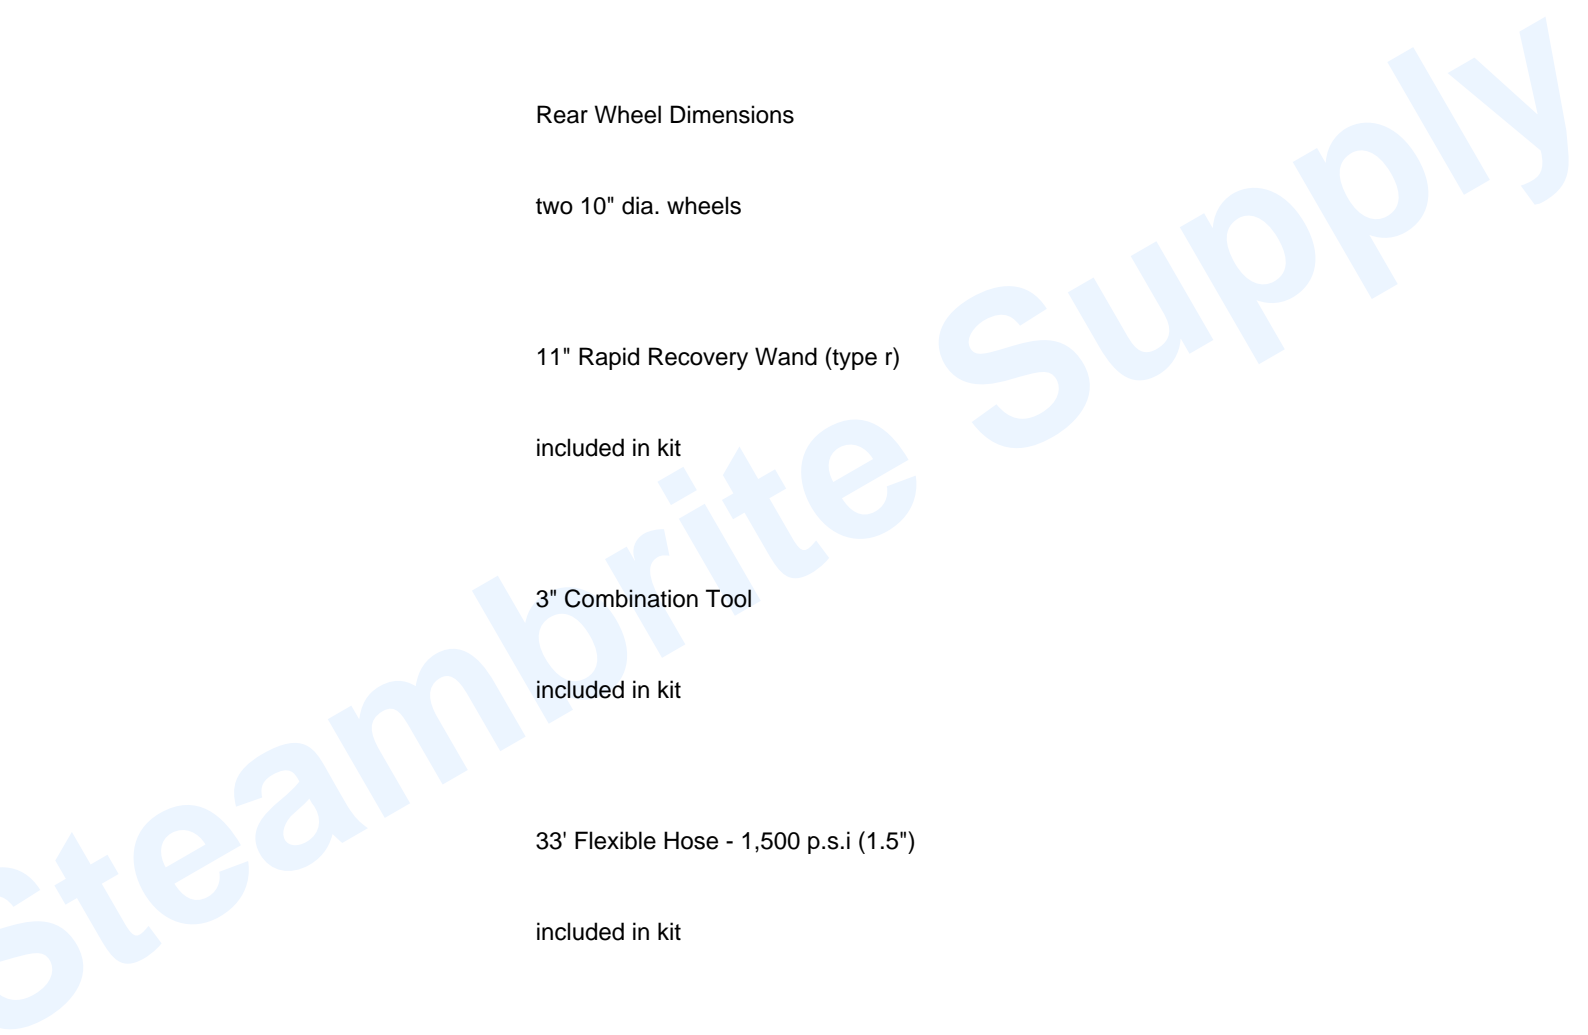 Rear Wheel Dimensions
two 10" dia. wheels
11" Rapid Recovery Wand (type r)
included in kit
3" Combination Tool
included in kit
33' Flexible Hose - 1,500 p.s.i (1.5")
included in kit
Steambrite Supply